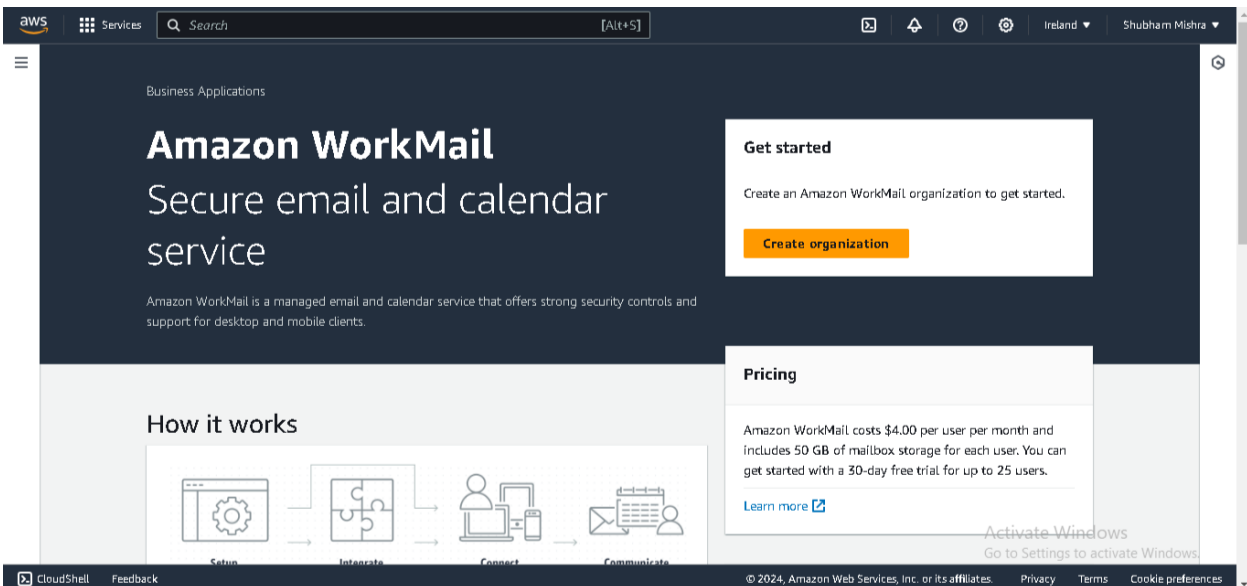 aws
Services
Search
[Alt+S]
Ireland
Shubham Mishra
Business Applications
Amazon WorkMail
Secure email and calendar
service
Amazon WorkMail is a managed email and calendar service that offers strong security controls and
support for desktop and mobile clients.
Get started
Create an Amazon WorkMail organization to get started.
Create organization
Pricing
Amazon WorkMail costs $4.00 per user per month and
includes 50 GB of mailbox storage for each user. You can
get started with a 30-day free trial for up to 25 users.
Learn more
How it works
Setup
Integrate
Connect
Communicate
Activate Windows
Go to Settings to activate Windows.
CloudShell
Feedback
© 2024, Amazon Web Services, Inc. or its affiliates.
Privacy
Terms
Cookie preferences